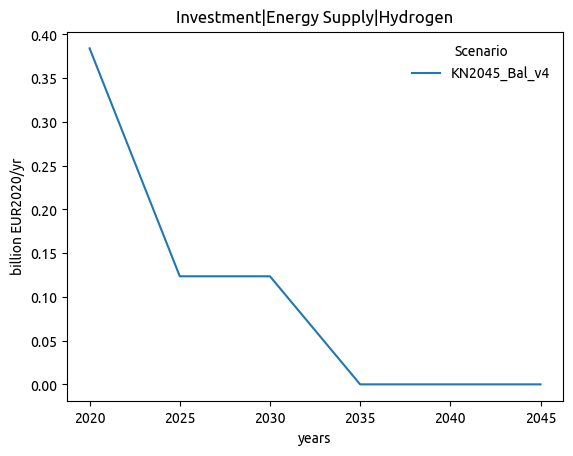 Investment|Energy Supply|Hydrogen
0.40
0.35
0.30
0.25
0.20
0.15
0.10
0.05
0.00
billion EUR2020/yr
Scenario
KN2045_Bal_v4
2020 2025 2030 2035 2040 2045
years